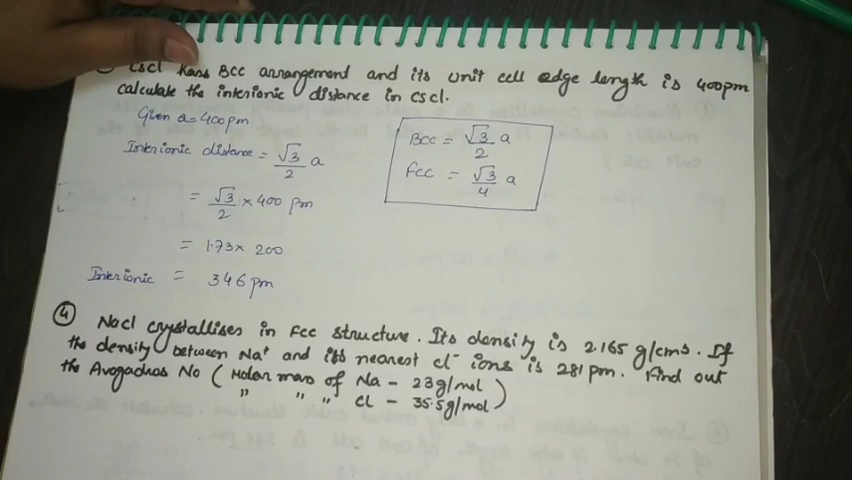 CsCl hass BCC arrangement and its unit cell edge length is 400pm
calculate the interionic distance in cscl.
Given a=400pm
Interionic distance = √3/2 a
= √3/2 × 400 pm
= 1.73 × 200
Interionic = 346 pm
BCC = √3/2 a
FCC = √3/4 a
④ Nacl crystallises in FCC structure. Its density is 2.165 g/cm3. If
the density between Na+ and its nearest cl- ions is 281 pm. Find out
the Avogadros No (Molar mass of Na - 23g/mol)
" " " Cl - 35.5g/mol)